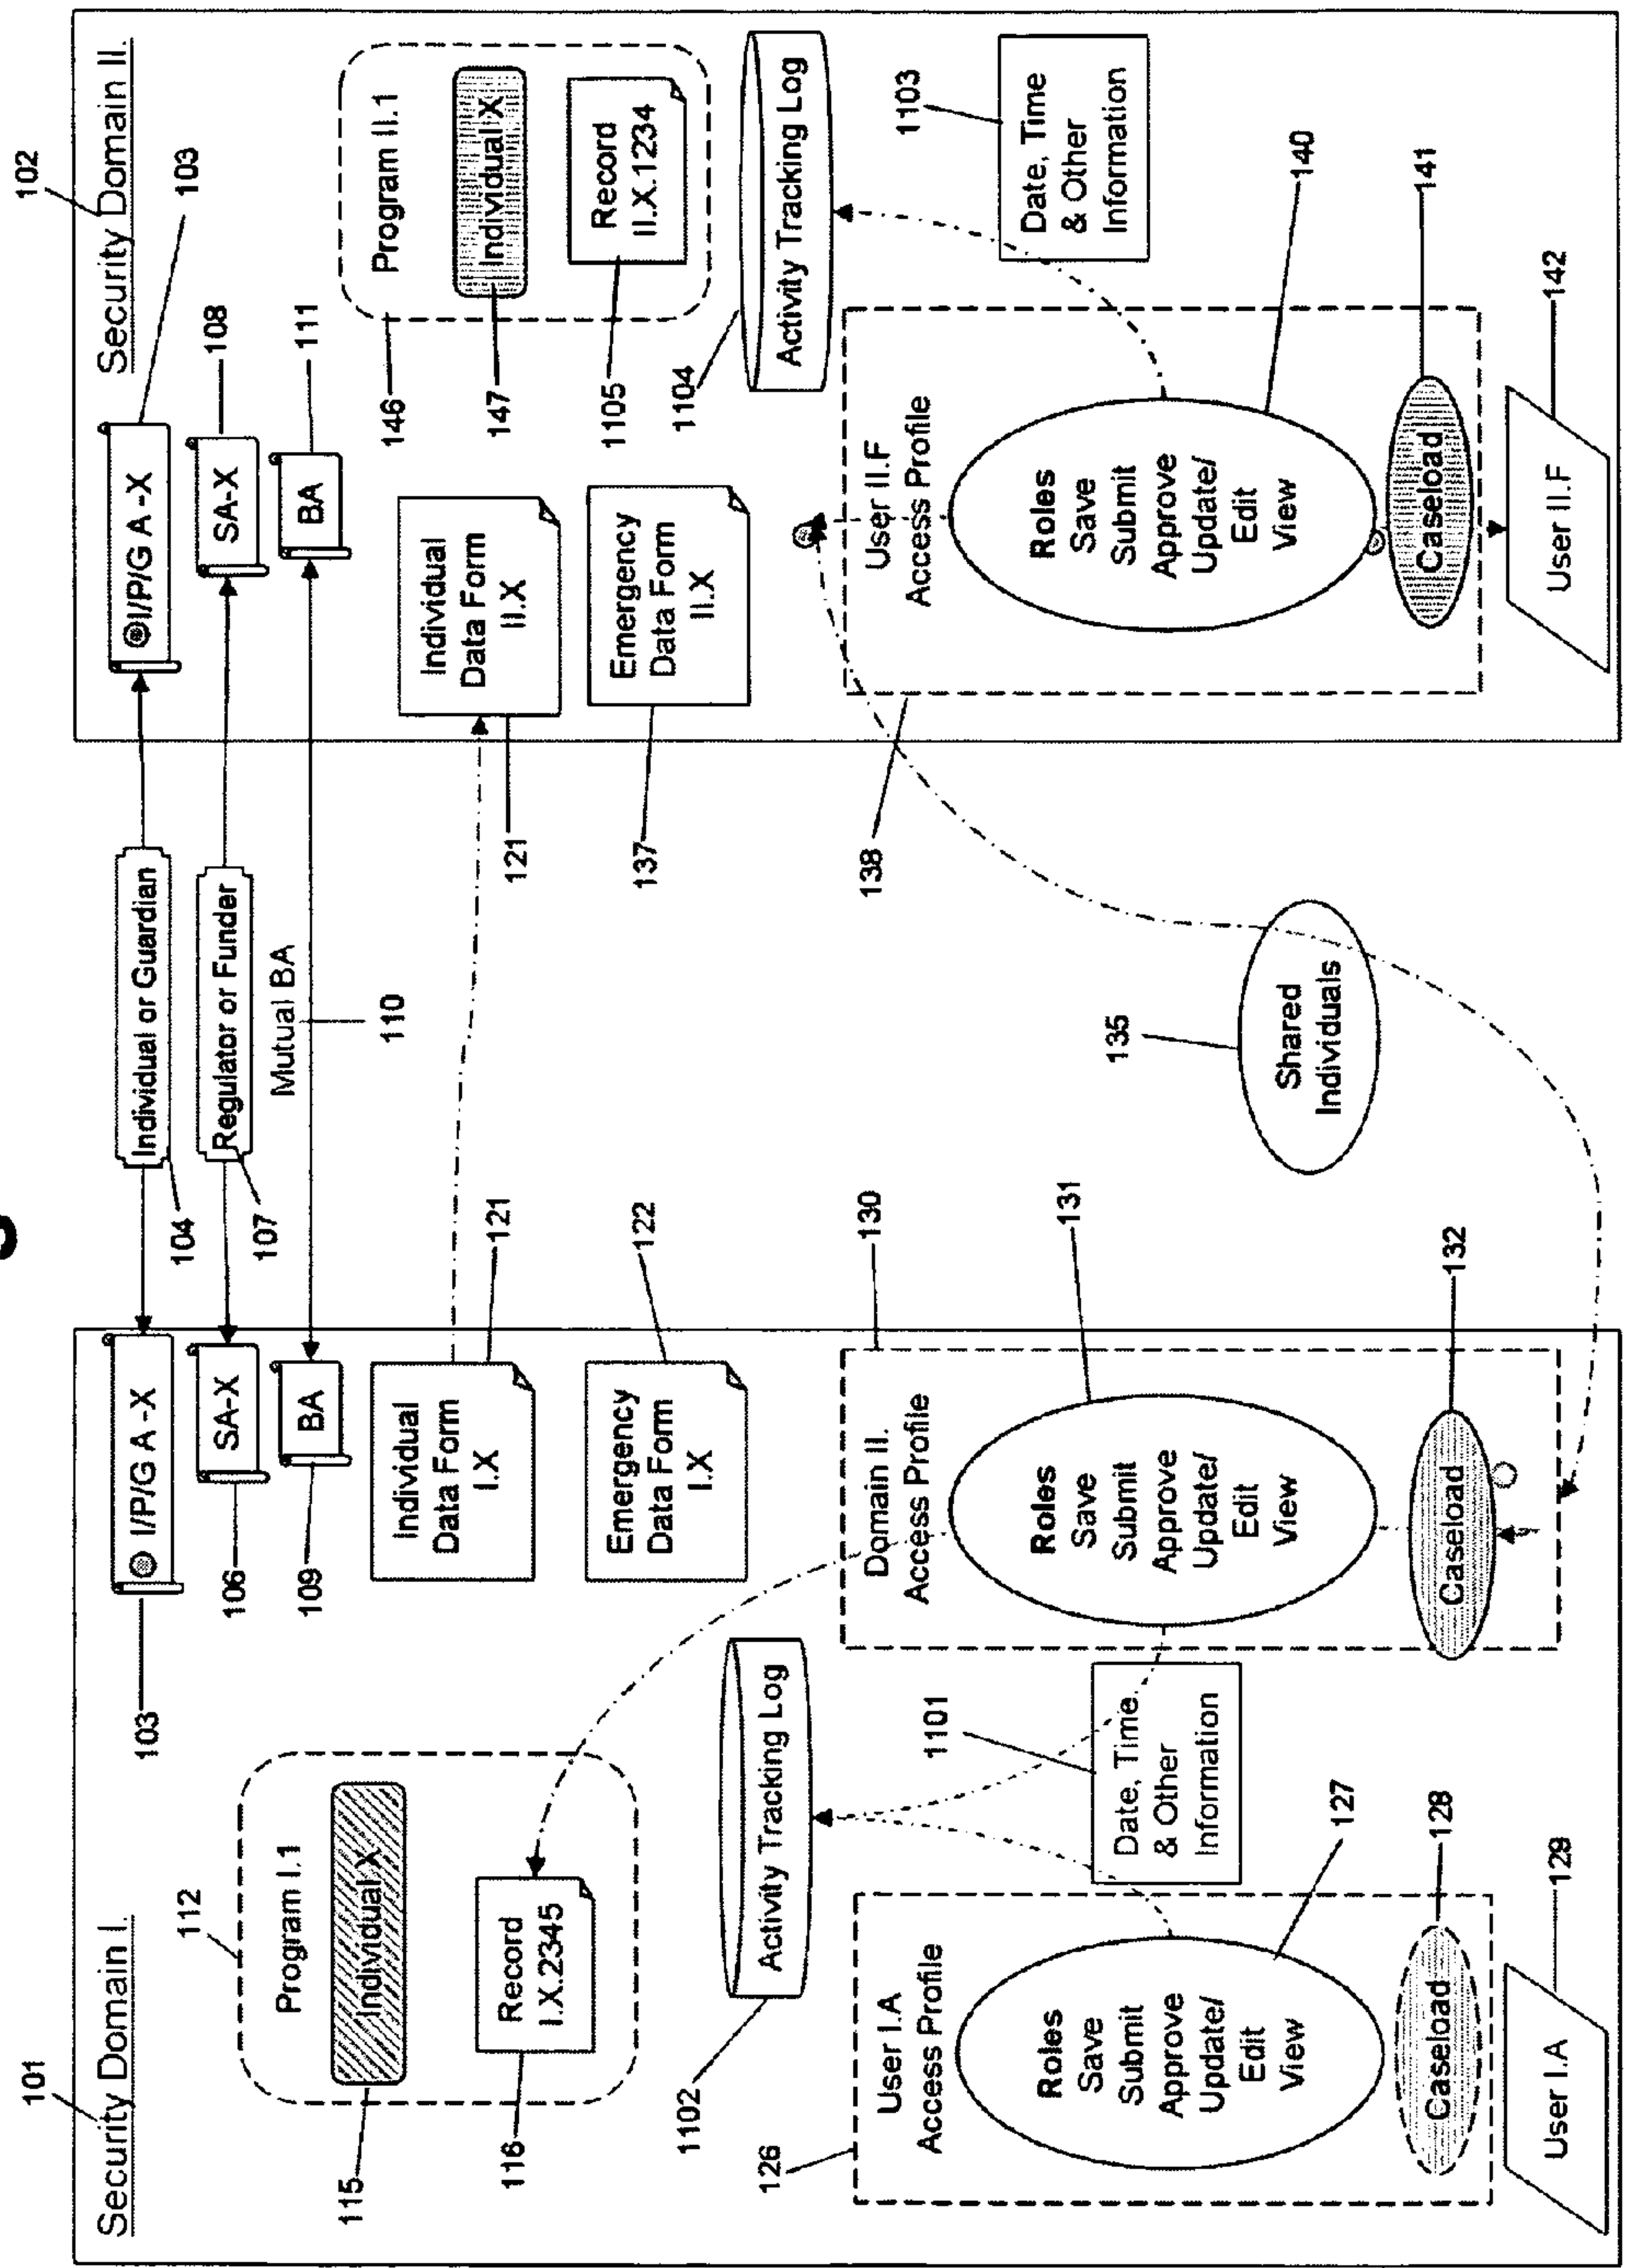 101
Security Domain I.
112
Program I.1
Individual X
115
Record
I.X.2345
116
103
I/P/G A -X
SA-X
106
BA
109
Individual
Data Form
I.X
121
Emergency
Data Form
I.X
122
Activity Tracking Log
1102
1101
Date, Time
& Other
Information
126
User I.A
Access Profile
Roles
Save
Submit
Approve
Update/
Edit
View
127
Caseload
128
User I.A
129
Domain II.
Access Profile
130
Roles
Save
Submit
Approve
Update/
Edit
View
131
Caseload
132
Individual or Guardian
104
Regulator or Funder
107
Mutual BA
110
135
Shared
Individuals
102
Security Domain II.
I/P/G A -X
103
SA-X
108
BA
111
Individual
Data Form
II.X
121
Emergency
Data Form
II.X
137
146
Program II.1
Individual X
147
Record
II.X.1234
1105
Activity Tracking Log
1104
1103
Date, Time
& Other
Information
138
User II.F
Access Profile
Roles
Save
Submit
Approve
Update/
Edit
View
140
Caseload
141
User II.F
142